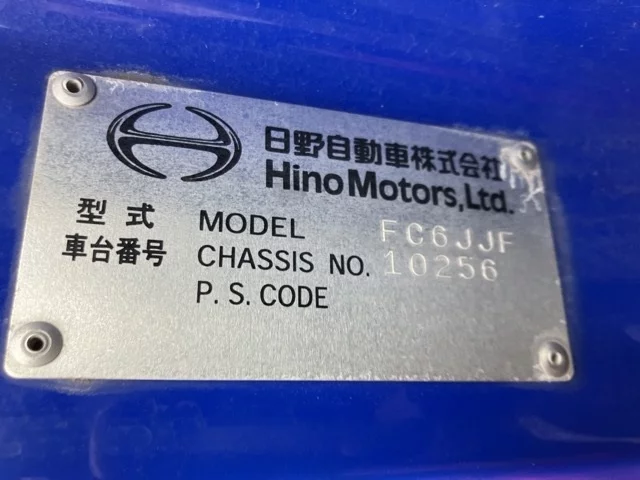 日野自動車株式会社
Hino Motors, Ltd.
型式 MODEL FC6JJF
車台番号 CHASSIS NO. 10256
P.S. CODE